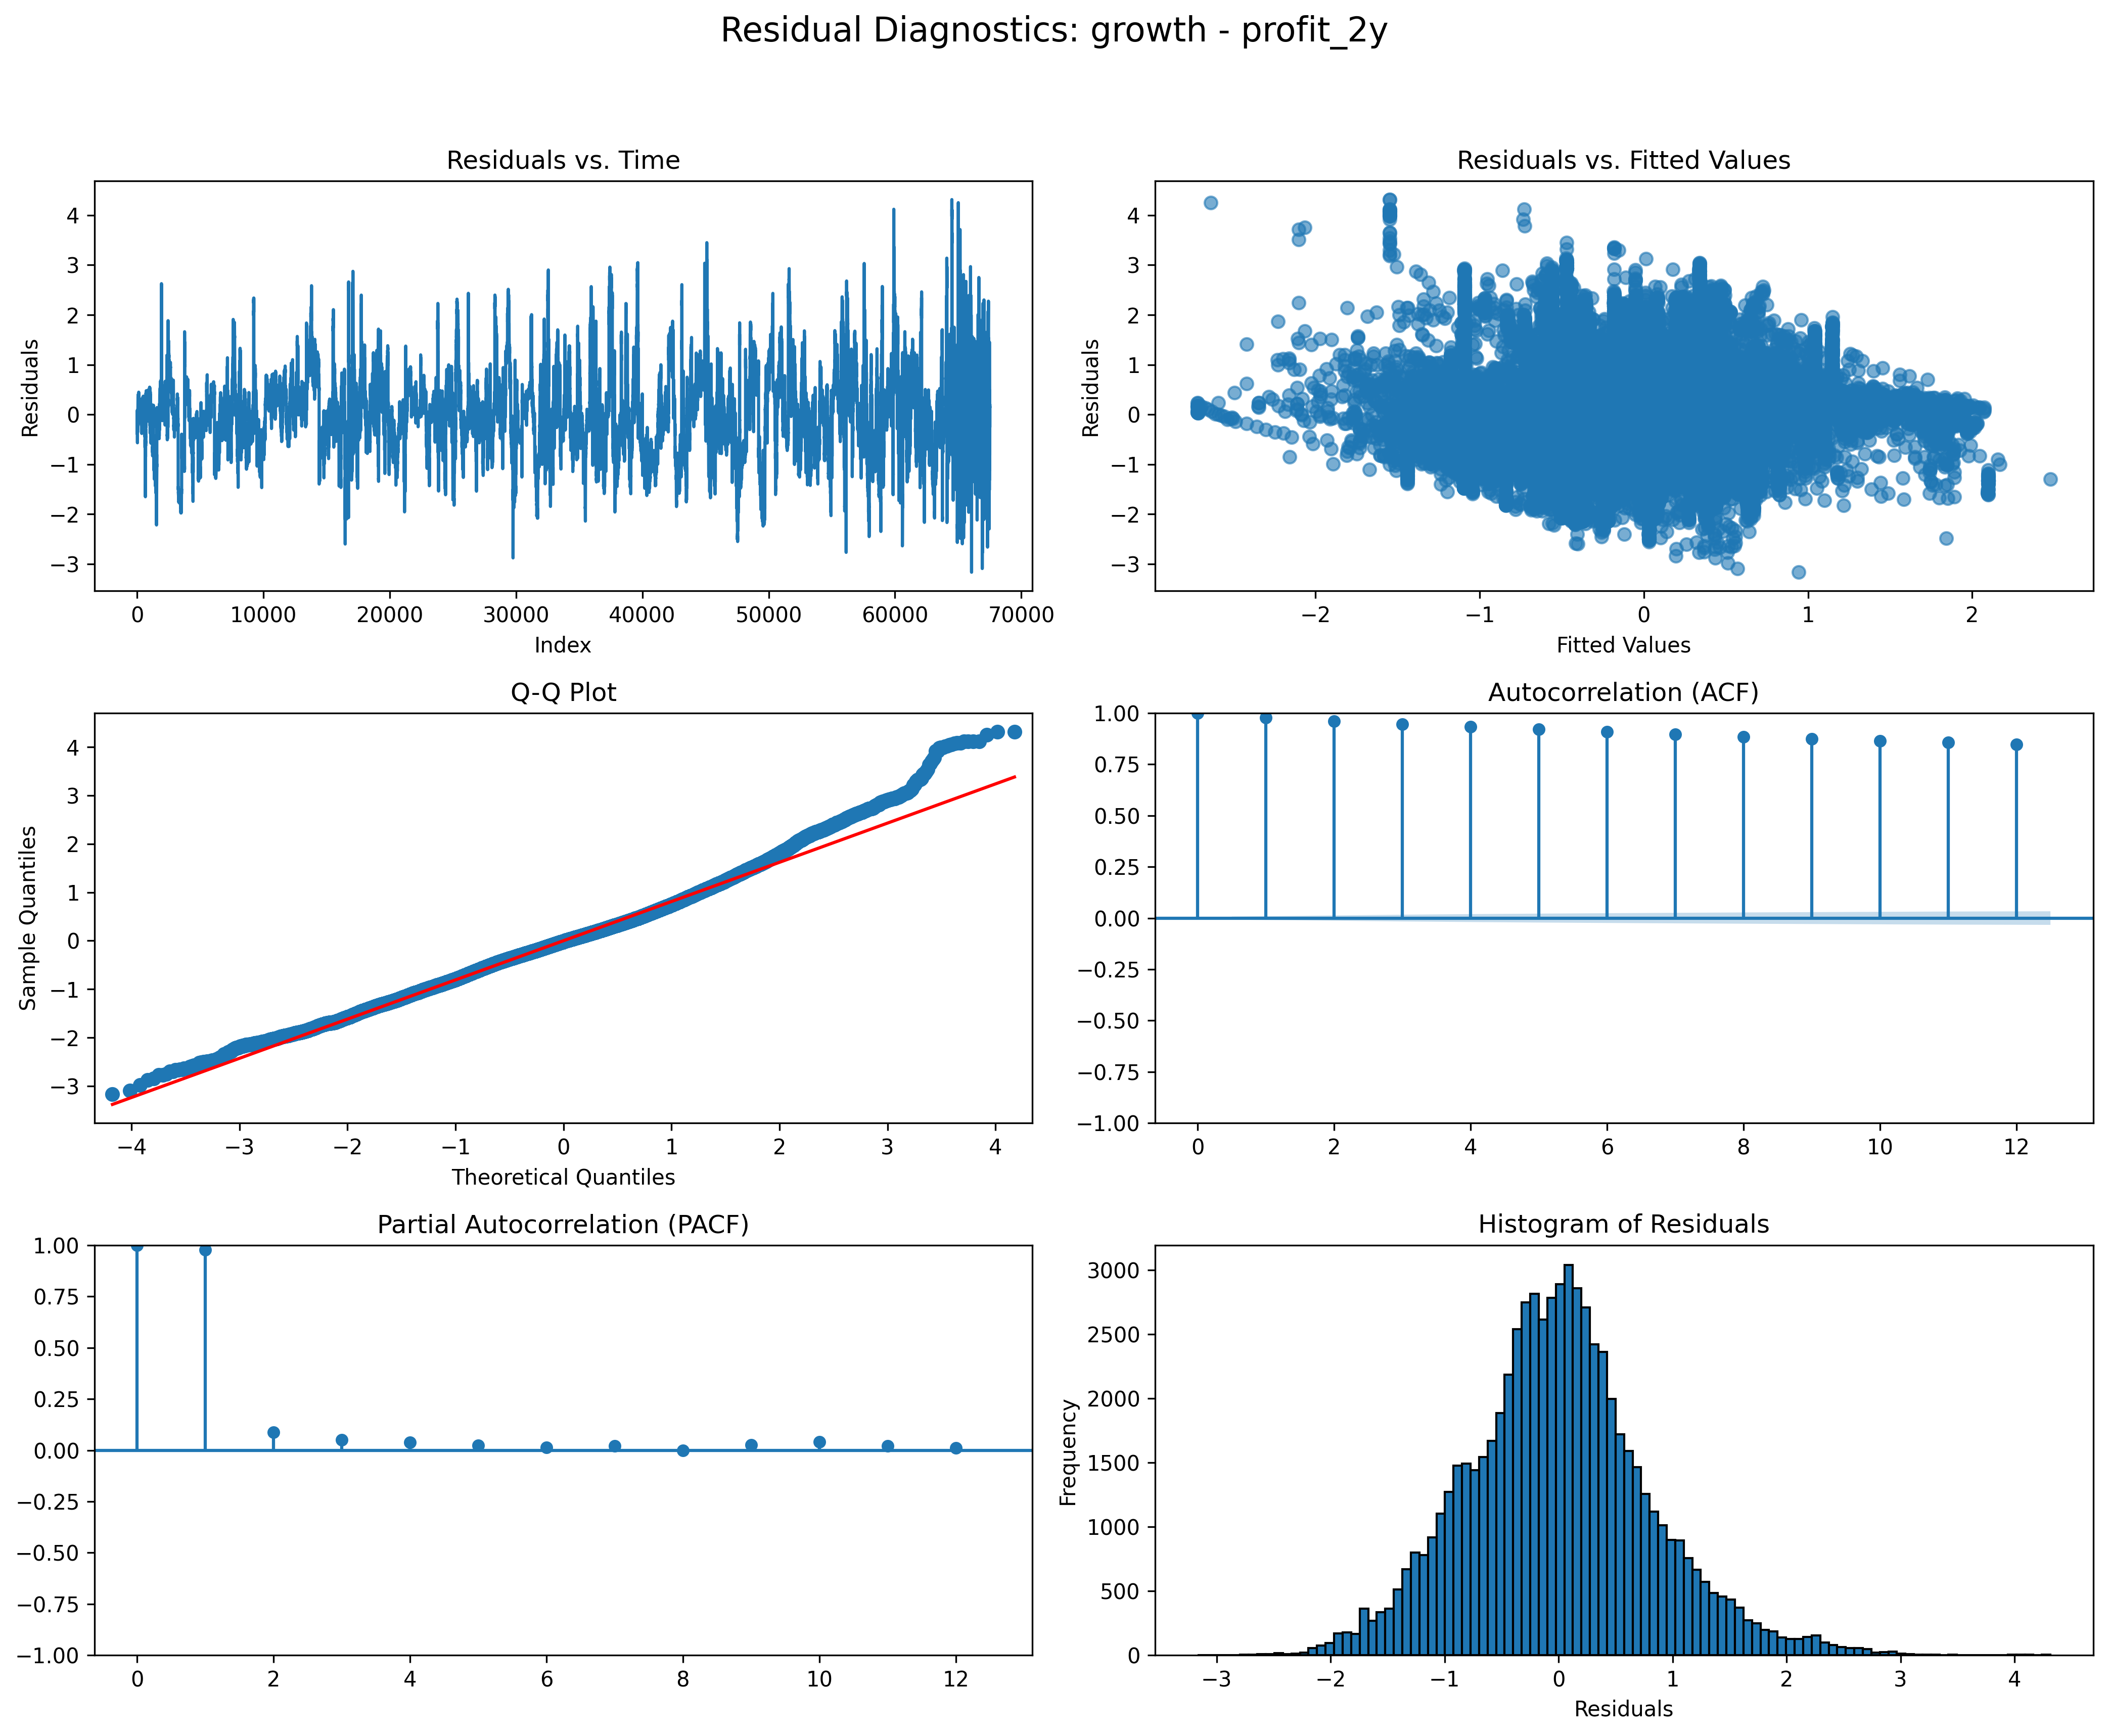 Residual Diagnostics: growth - profit_2y
Residuals vs. Time
Residuals
4
3
2
1
0
−1
−2
−3
0 10000 20000 30000 40000 50000 60000 70000
Index
Residuals vs. Fitted Values
Residuals
4
3
2
1
0
−1
−2
−3
−2 −1 0 1 2
Fitted Values
Q-Q Plot
Sample Quantiles
4
3
2
1
0
−1
−2
−3
−4 −3 −2 −1 0 1 2 3 4
Theoretical Quantiles
Autocorrelation (ACF)
1.00
0.75
0.50
0.25
0.00
−0.25
−0.50
−0.75
−1.00
0 2 4 6 8 10 12
Partial Autocorrelation (PACF)
1.00
0.75
0.50
0.25
0.00
−0.25
−0.50
−0.75
−1.00
0 2 4 6 8 10 12
Histogram of Residuals
Frequency
3000
2500
2000
1500
1000
500
0
−3 −2 −1 0 1 2 3 4
Residuals